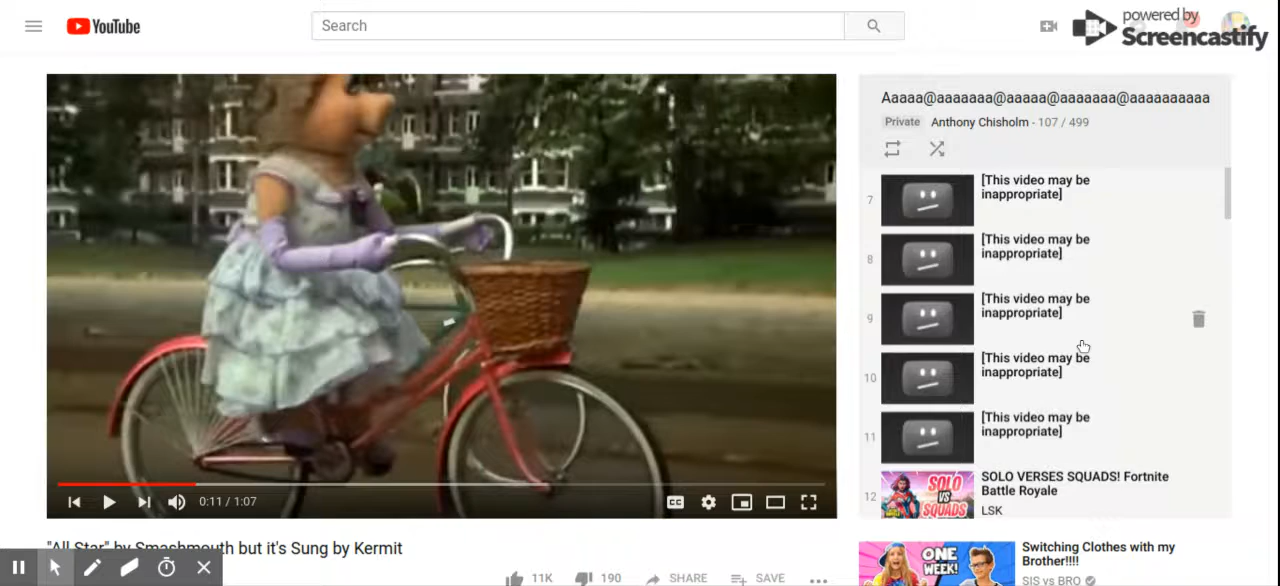 YouTube
Search
powered by
Screencastify
Aaaaa@aaaaaaa@aaaaa@aaaaaaa@aaaaaaaaaa
Private Anthony Chisholm - 107 / 499
7 [This video may be
inappropriate]
8 [This video may be
inappropriate]
9 [This video may be
inappropriate]
10 [This video may be
inappropriate]
11 [This video may be
inappropriate]
12 SOLO VS SQUADS
SOLO VERSES SQUADS! Fortnite
Battle Royale
LSK
CC
0:11 / 1:07
"All Star" by Smashmouth but it's Sung by Kermit
11K 190 SHARE SAVE
ONE
WEEK!
Switching Clothes with my
Brother!!!!
SIS vs BRO